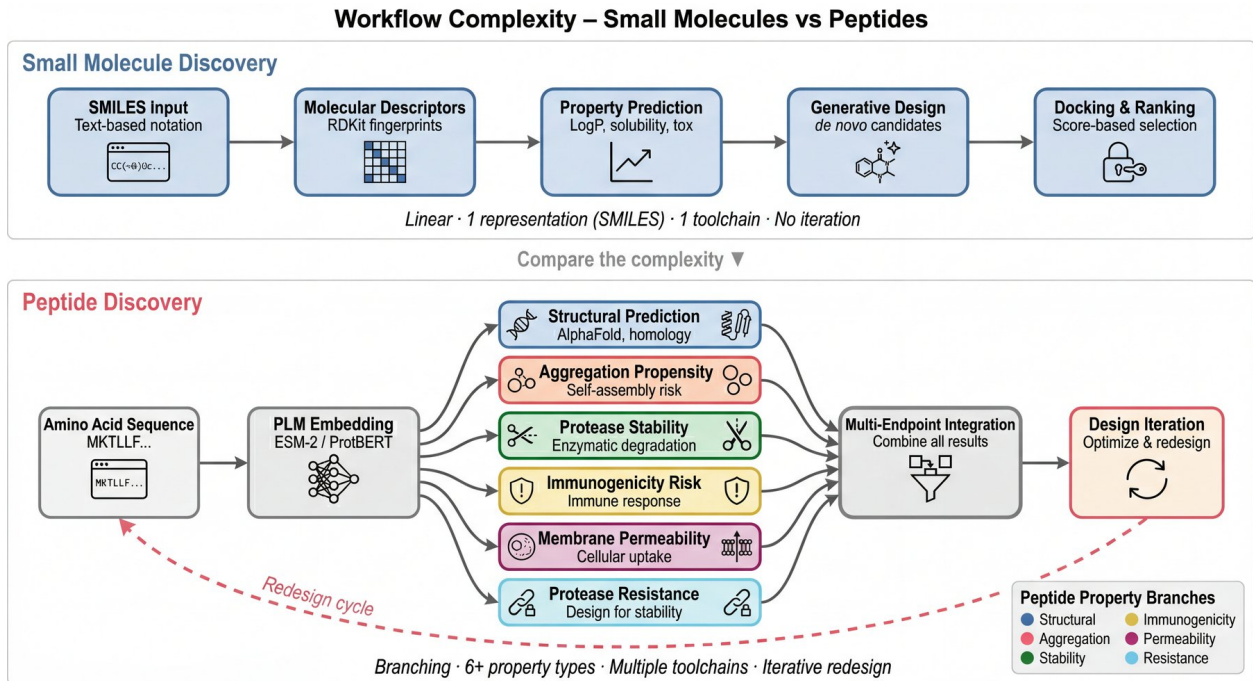 Workflow Complexity – Small Molecules vs Peptides
Small Molecule Discovery
SMILES Input
Text-based notation
Molecular Descriptors
RDKit fingerprints
Property Prediction
LogP, solubility, tox
Generative Design
de novo candidates
Docking & Ranking
Score-based selection
Linear · 1 representation (SMILES) · 1 toolchain · No iteration
Compare the complexity ▼
Peptide Discovery
Amino Acid Sequence
MKTLLF...
MKTLLF...
PLM Embedding
ESM-2 / ProtBERT
Structural Prediction
AlphaFold, homology
Aggregation Propensity
Self-assembly risk
Protease Stability
Enzymatic degradation
Immunogenicity Risk
Immune response
Membrane Permeability
Cellular uptake
Protease Resistance
Design for stability
Multi-Endpoint Integration
Combine all results
Design Iteration
Optimize & redesign
Redesign cycle
Peptide Property Branches
Structural
Immunogenicity
Aggregation
Permeability
Stability
Resistance
Branching · 6+ property types · Multiple toolchains · Iterative redesign